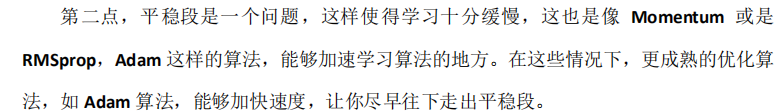 第二点，平稳段是一个问题，这样使得学习十分缓慢，这也是像 Momentum 或是
RMSprop，Adam 这样的算法，能够加速学习算法的地方。在这些情况下，更成熟的优化算
法，如 Adam 算法，能够加快速度，让你尽早往下走出平稳段。